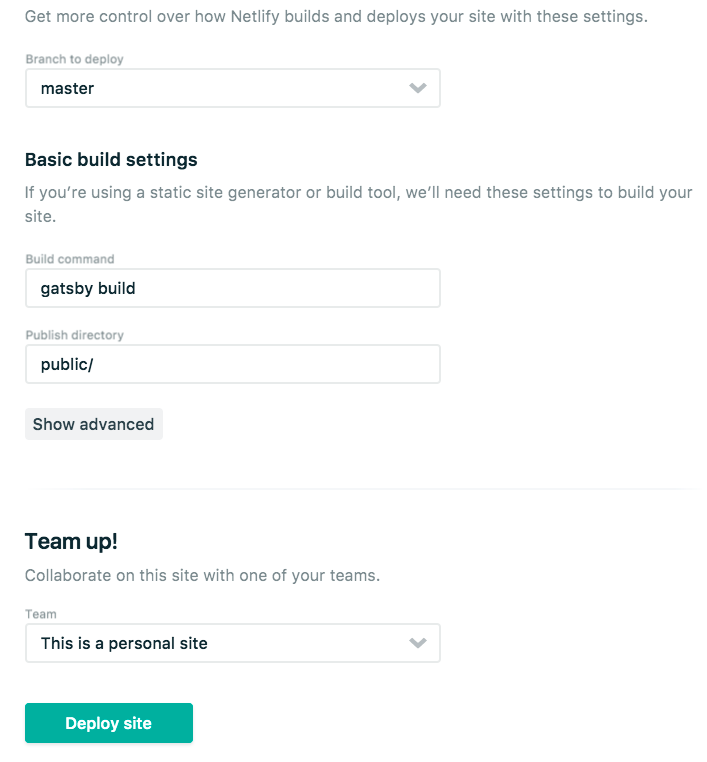 Get more control over how Netlify builds and deploys your site with these settings.
Branch to deploy
master
Basic build settings
If you’re using a static site generator or build tool, we’ll need these settings to build your
site.
Build command
gatsby build
Publish directory
public/
Show advanced
Team up!
Collaborate on this site with one of your teams.
Team
This is a personal site
Deploy site